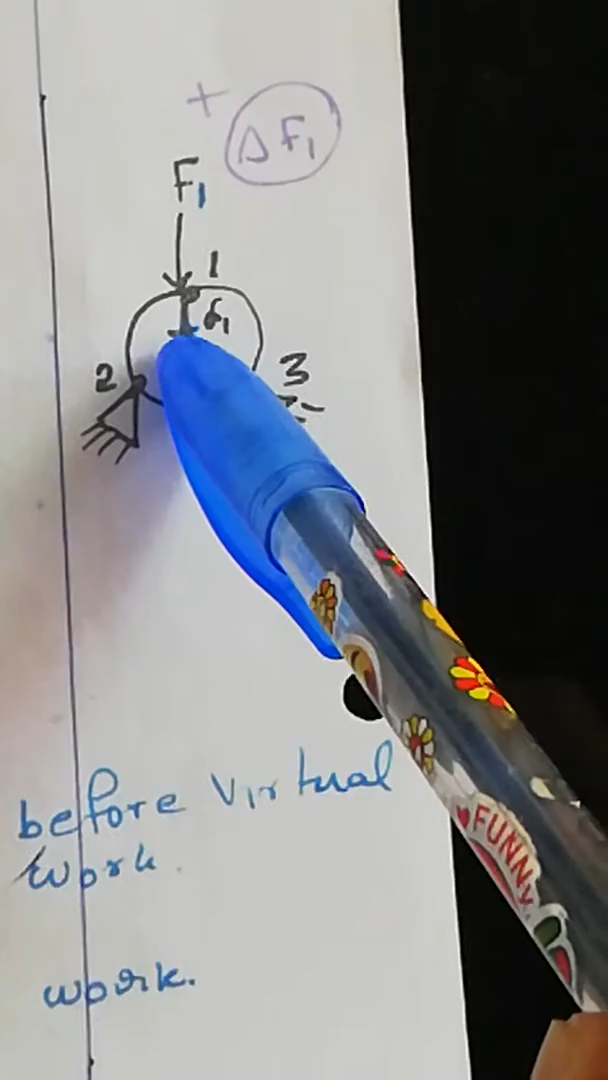 + ΔF₁
F₁
1
δ₁
2
3
before virtual
work.
work.
FUNNY